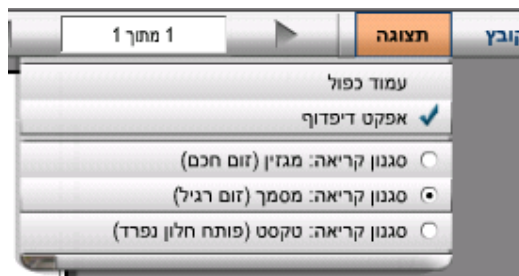 קובץ תצוגה 1 מתוך 1
עמוד כפול
אפקט דיפדוף
סגנון קריאה: מגזין (זום חכם)
סגנון קריאה: מסמך (זום רגיל)
סגנון קריאה: טקסט (פותח חלון נפרד)